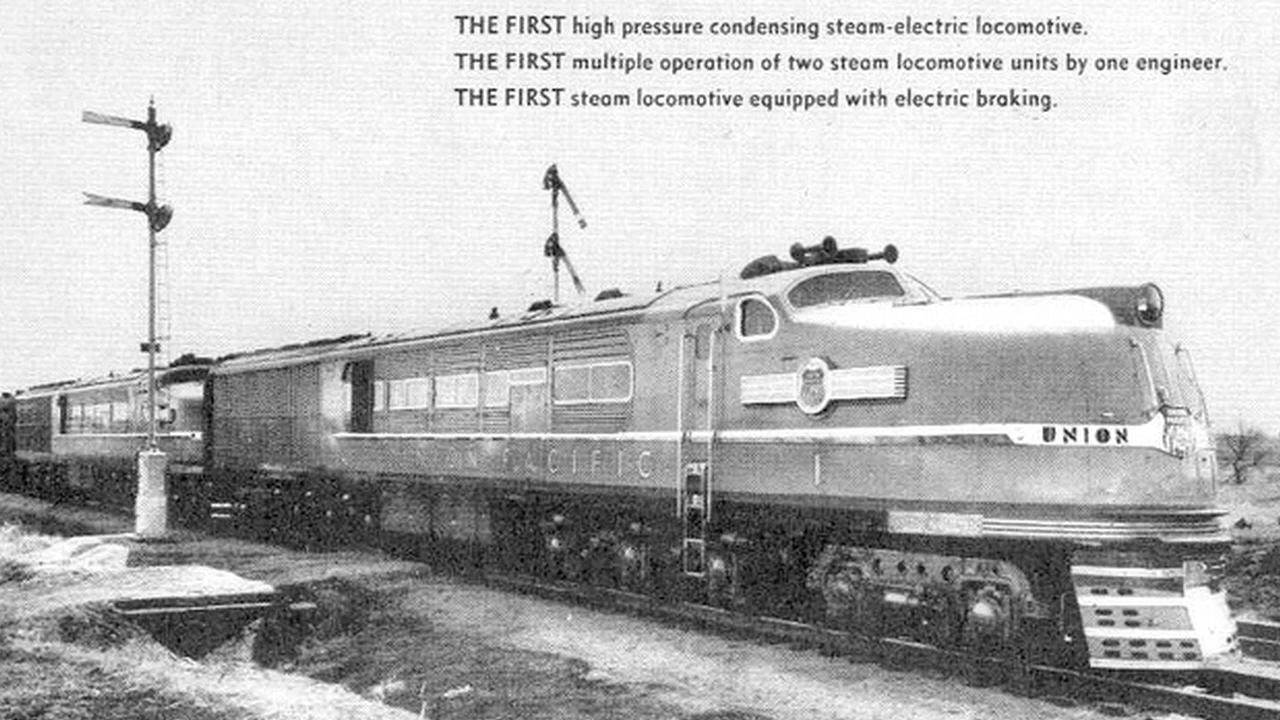 THE FIRST high pressure condensing steam-electric locomotive.
THE FIRST multiple operation of two steam locomotive units by one engineer.
THE FIRST steam locomotive equipped with electric braking.
UNION
PACIFIC
1